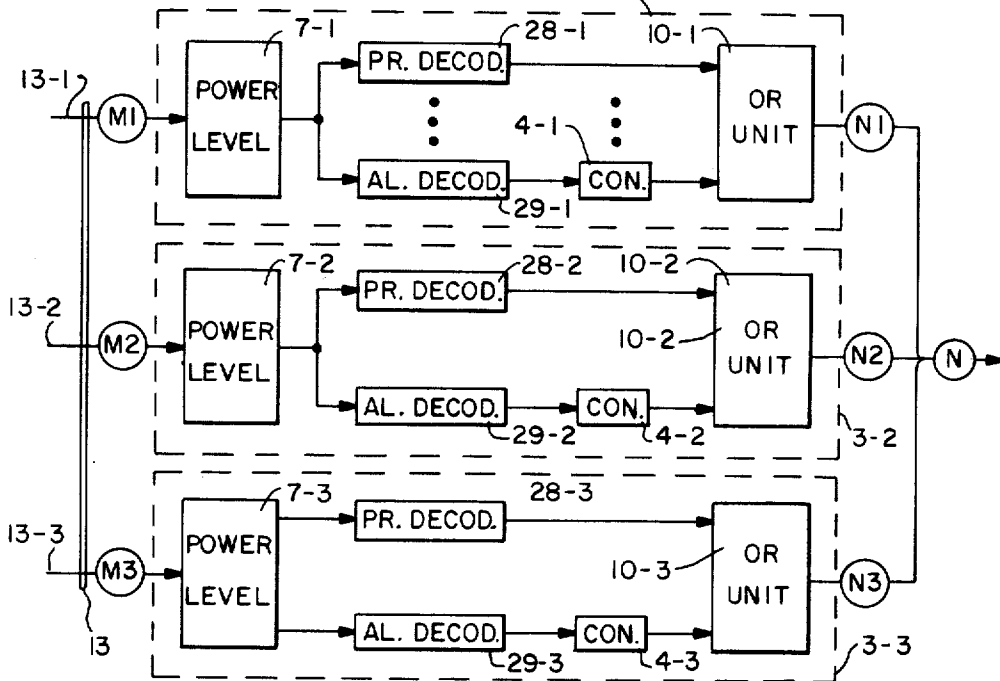 7-1
28-1
10-1
13-1
M1
POWER
LEVEL
PR. DECOD.
4-1
AL. DECOD.
CON.
29-1
OR
UNIT
N1
7-2
28-2
10-2
13-2
M2
POWER
LEVEL
PR. DECOD.
10-2
AL. DECOD.
CON.
29-2
4-2
OR
UNIT
N2
N
3-2
7-3
28-3
13-3
M3
POWER
LEVEL
PR. DECOD.
10-3
AL. DECOD.
CON.
29-3
4-3
OR
UNIT
N3
13
3-3